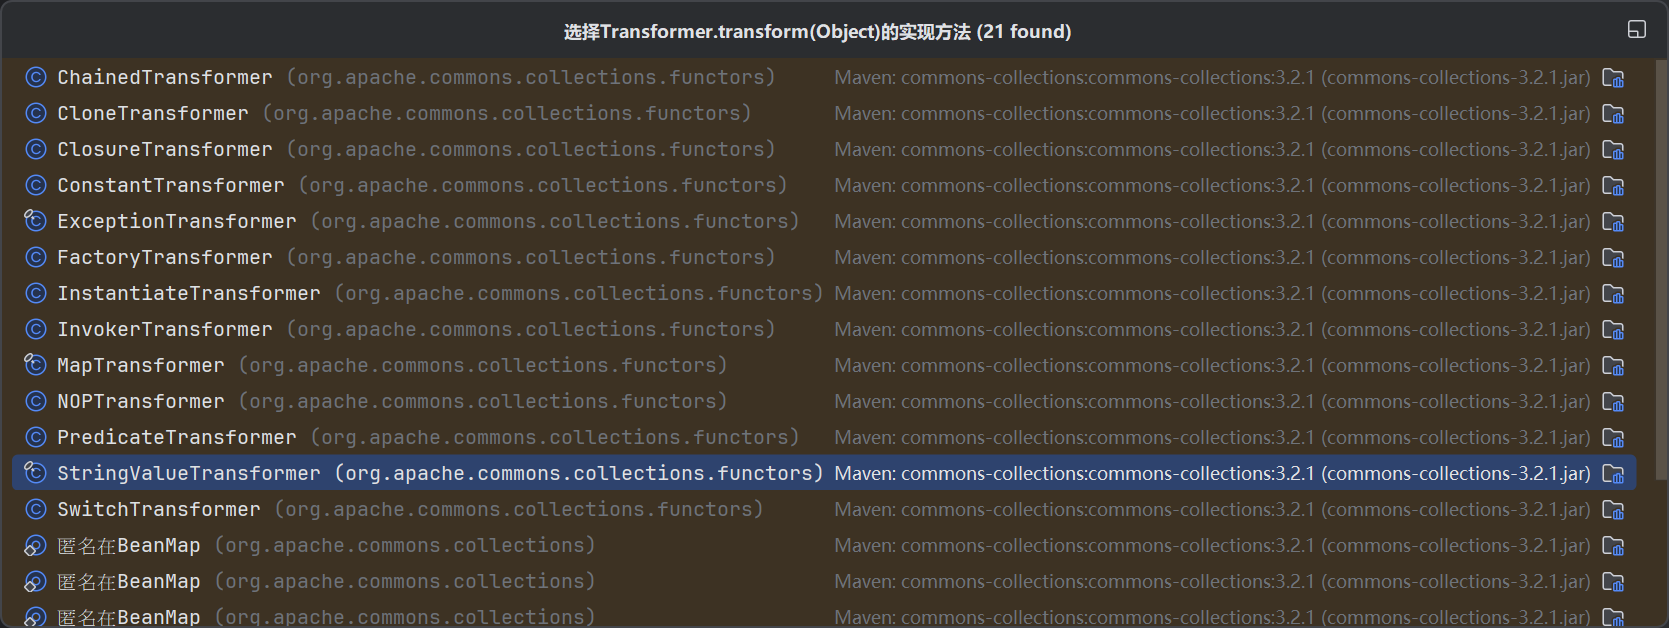 选择Transformer.transform(Object)的实现方法 (21 found)
ChainedTransformer (org.apache.commons.collections.functors) Maven: commons-collections:commons-collections:3.2.1 (commons-collections-3.2.1.jar)
CloneTransformer (org.apache.commons.collections.functors) Maven: commons-collections:commons-collections:3.2.1 (commons-collections-3.2.1.jar)
ClosureTransformer (org.apache.commons.collections.functors) Maven: commons-collections:commons-collections:3.2.1 (commons-collections-3.2.1.jar)
ConstantTransformer (org.apache.commons.collections.functors) Maven: commons-collections:commons-collections:3.2.1 (commons-collections-3.2.1.jar)
ExceptionTransformer (org.apache.commons.collections.functors) Maven: commons-collections:commons-collections:3.2.1 (commons-collections-3.2.1.jar)
FactoryTransformer (org.apache.commons.collections.functors) Maven: commons-collections:commons-collections:3.2.1 (commons-collections-3.2.1.jar)
InstantiateTransformer (org.apache.commons.collections.functors) Maven: commons-collections:commons-collections:3.2.1 (commons-collections-3.2.1.jar)
InvokerTransformer (org.apache.commons.collections.functors) Maven: commons-collections:commons-collections:3.2.1 (commons-collections-3.2.1.jar)
MapTransformer (org.apache.commons.collections.functors) Maven: commons-collections:commons-collections:3.2.1 (commons-collections-3.2.1.jar)
NOPTransformer (org.apache.commons.collections.functors) Maven: commons-collections:commons-collections:3.2.1 (commons-collections-3.2.1.jar)
PredicateTransformer (org.apache.commons.collections.functors) Maven: commons-collections:commons-collections:3.2.1 (commons-collections-3.2.1.jar)
StringValueTransformer (org.apache.commons.collections.functors) Maven: commons-collections:commons-collections:3.2.1 (commons-collections-3.2.1.jar)
SwitchTransformer (org.apache.commons.collections.functors) Maven: commons-collections:commons-collections:3.2.1 (commons-collections-3.2.1.jar)
匿名在BeanMap (org.apache.commons.collections) Maven: commons-collections:commons-collections:3.2.1 (commons-collections-3.2.1.jar)
匿名在BeanMap (org.apache.commons.collections) Maven: commons-collections:commons-collections:3.2.1 (commons-collections-3.2.1.jar)
匿名在BeanMap (org.apache.commons.collections) Maven: commons-collections:commons-collections:3.2.1 (commons-collections-3.2.1.jar)